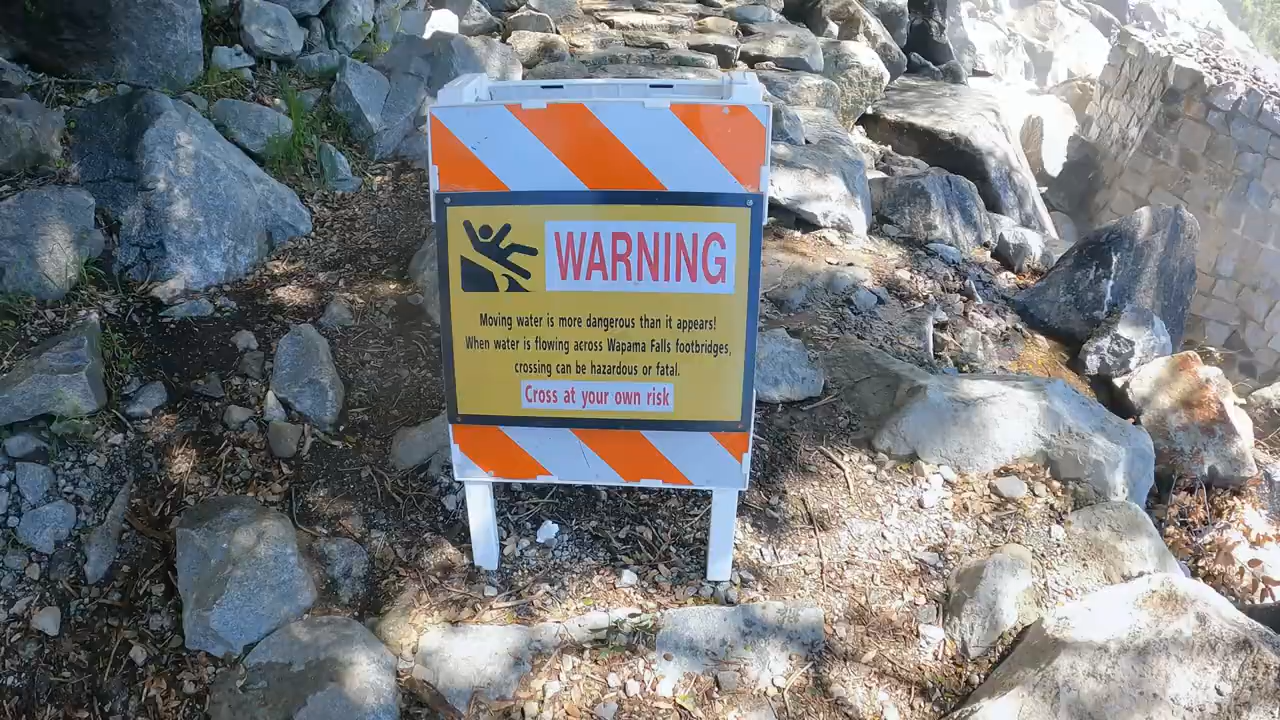 WARNING
Moving water is more dangerous than it appears!
When water is flowing across Wapama Falls footbridges,
crossing can be hazardous or fatal.
Cross at your own risk